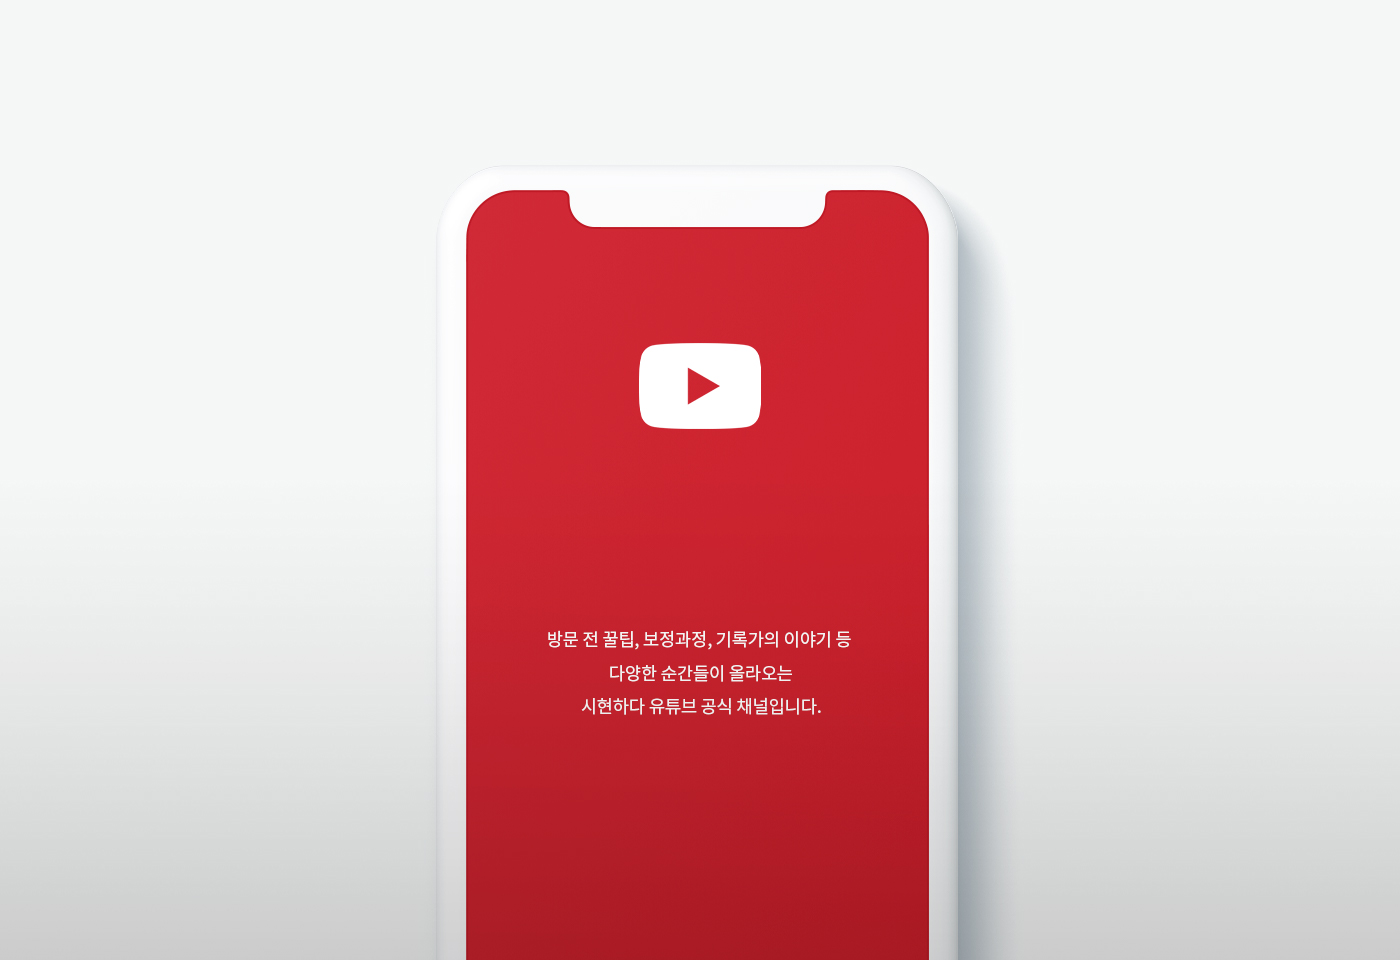 방문 전 꿀팁, 보정과정, 기록가의 이야기 등
다양한 순간들이 올라오는
시현하다 유튜브 공식 채널입니다.